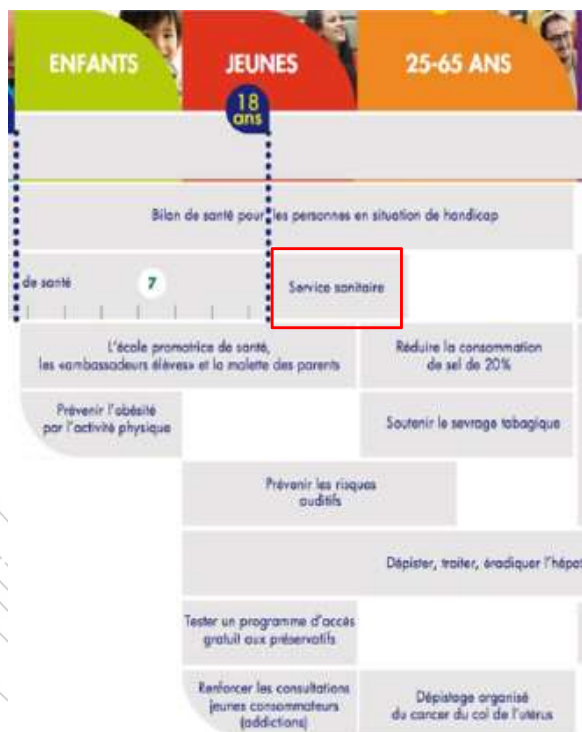 ENFANTS
JEUNES
25-65 ANS
18
ans
Bilan de santé pour les personnes en situation de handicap
de santé
7
Service sanitaire
L'école promotrice de santé,
les «ambassadeurs élèves» et la malette des parents
Réduire la consommation
de sel de 20%
Prévenir l'obésité
par l'activité physique
Soutenir le sevrage tabagique
Prévenir les risques
auditifs
Dépister, traiter, éradiquer l'hépat
Tester un programme d'accès
gratuit aux préservatifs
Renforcer les consultations
jeunes consommateurs
(addictions)
Dépistage organisé
du cancer du col de l'utérus